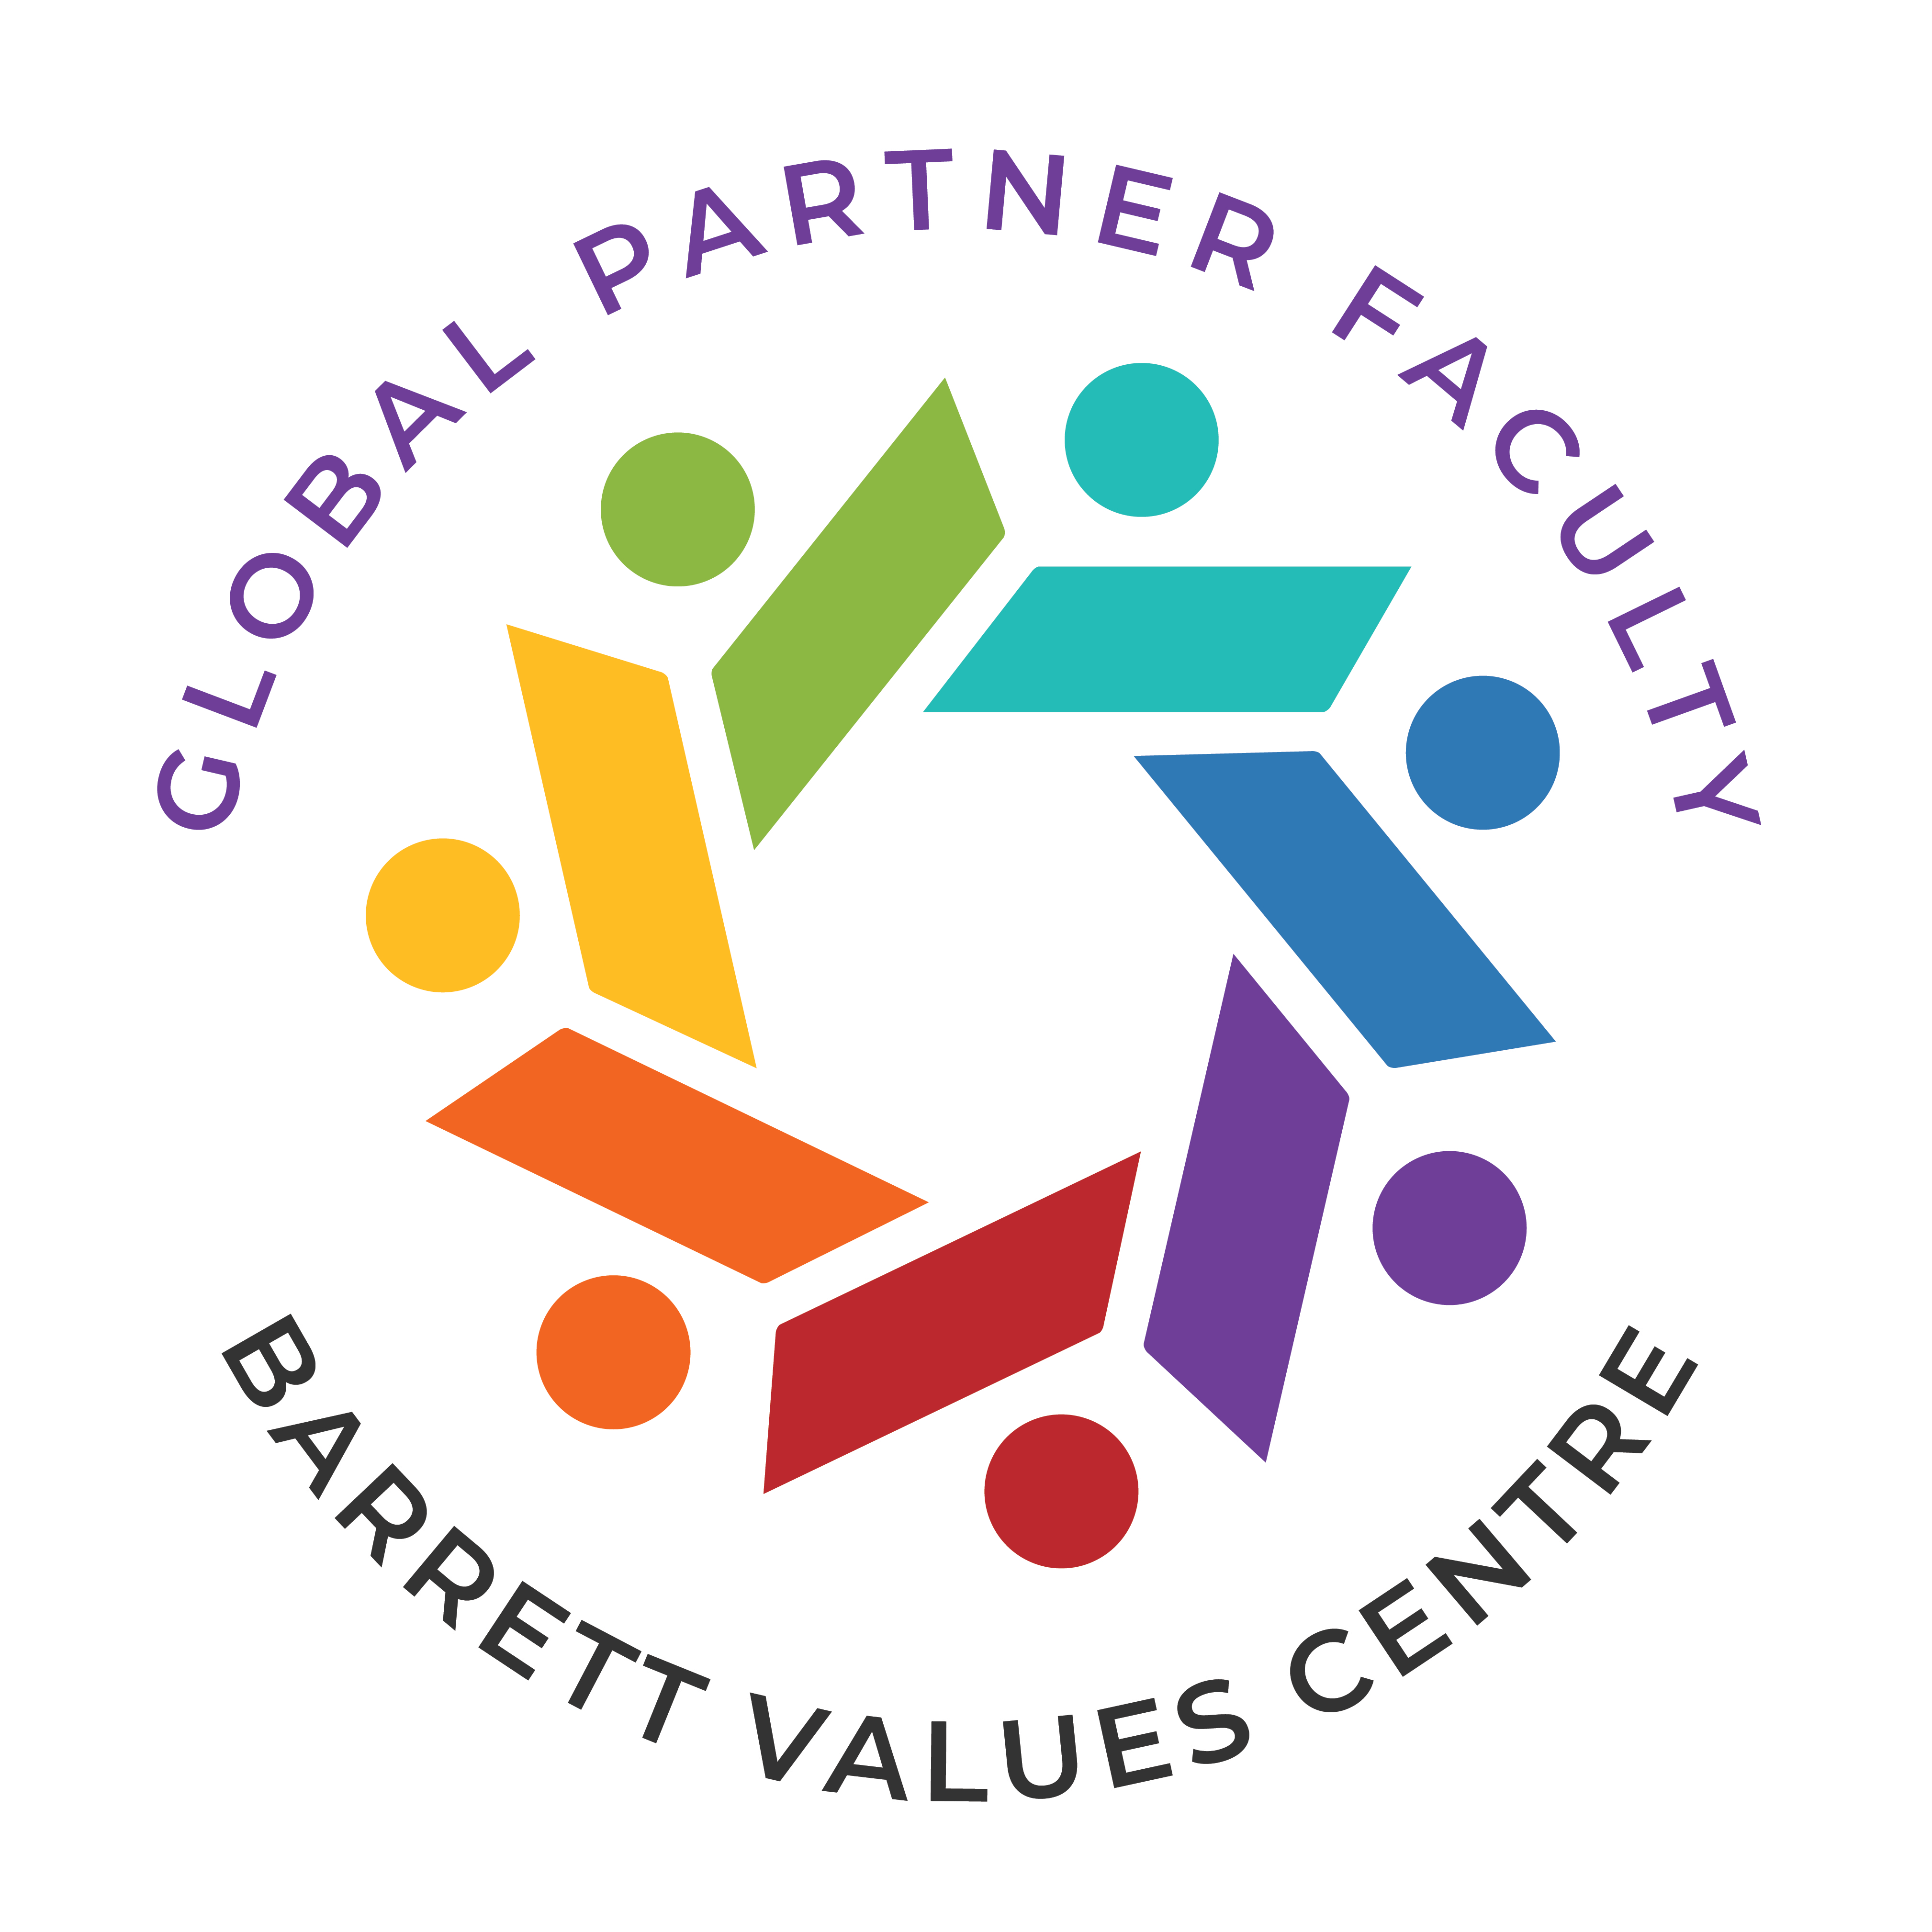 GLOBAL PARTNER FACULTY
BARRETT VALUES CENTRE